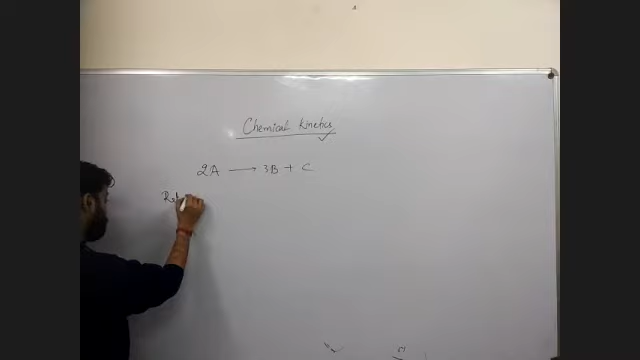 Chemical Kinetics
2A → 3B + C